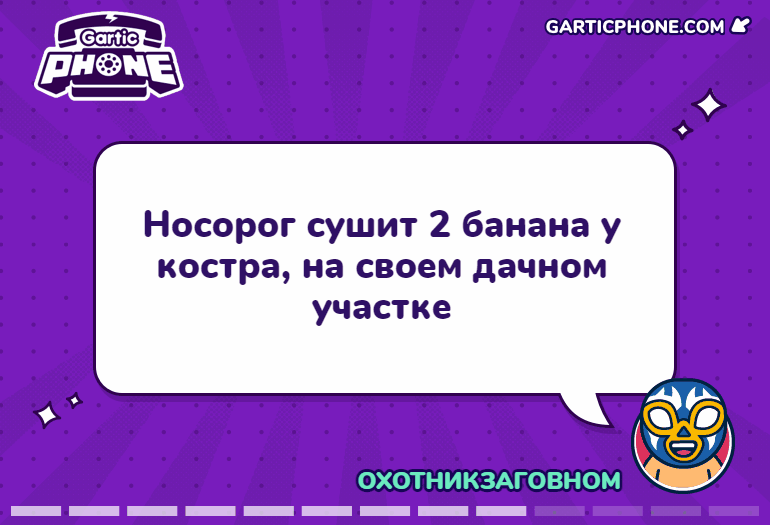 GARTICPHONE.COM
Gartic
PHONE
Носорог сушит 2 банана у
костра, на своем дачном
участке
ОХОТНИКЗАГОВНОМ